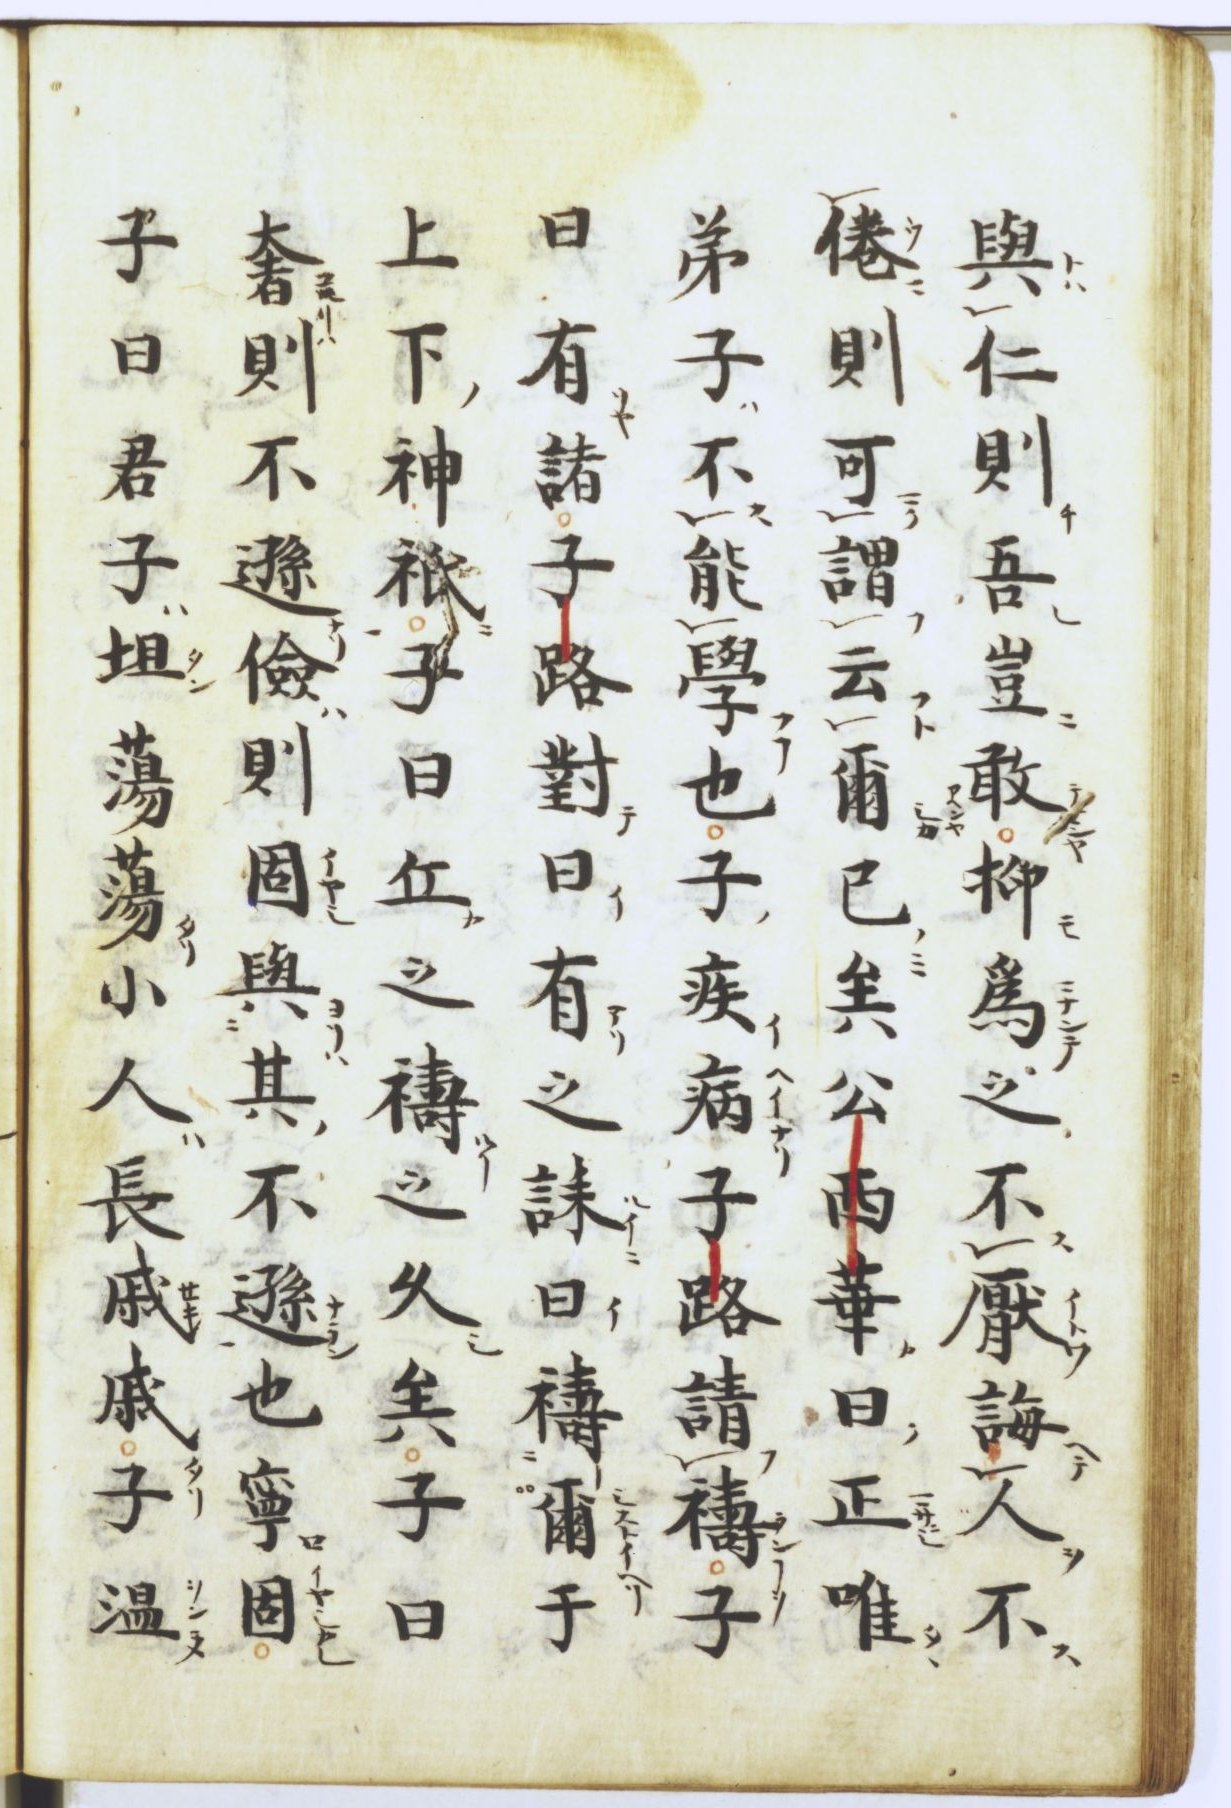 與仁則吾豈敢抑爲之不厭誨人不
倦則可謂云爾已矣公西華曰正唯
弟子不能學也子疾病子路請禱子
曰有諸子路對曰有之誄曰禱爾于
上下神祇子曰丘之禱之久矣子曰
奢則不遜儉則固與其不遜也寧固
子曰君子坦蕩蕩小人長戚戚子温